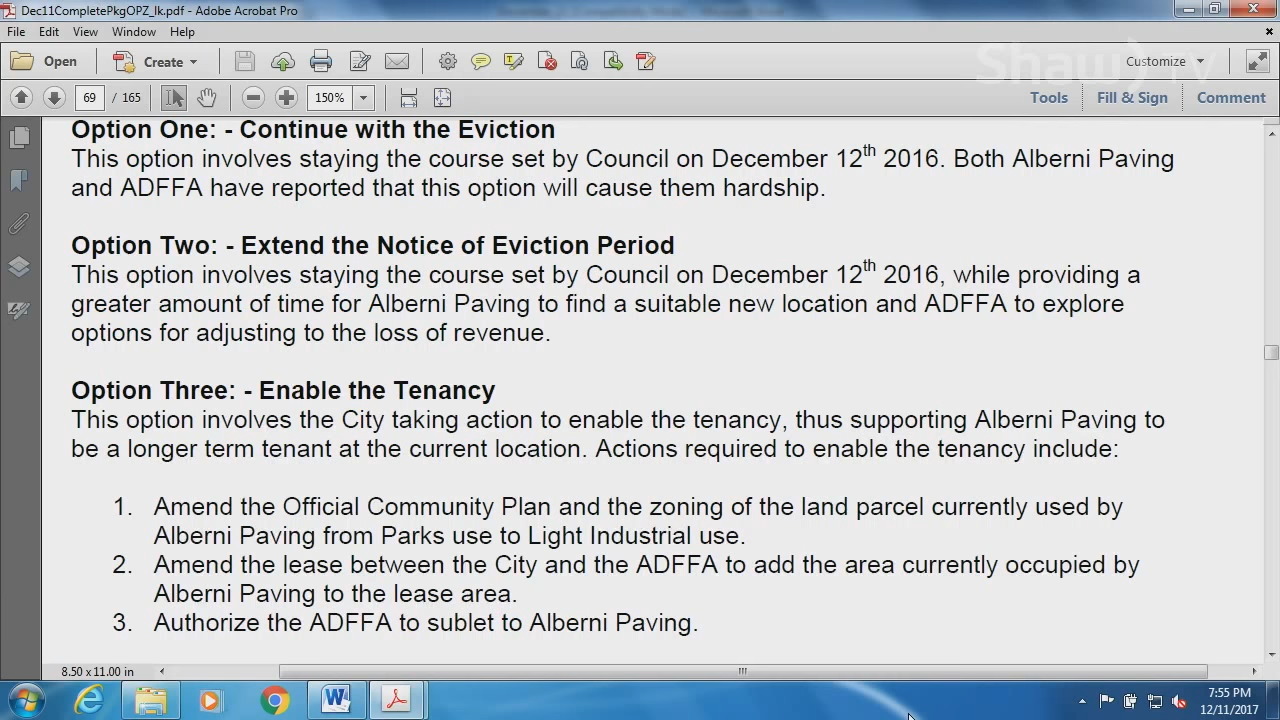 Dec11CompletePkgOPZ_lk.pdf - Adobe Acrobat Pro
File Edit View Window Help
Open Create Customize
Shaw) TV
69 / 165 150% Tools Fill & Sign Comment
Option One: - Continue with the Eviction
This option involves staying the course set by Council on December 12th 2016. Both Alberni Paving
and ADFFA have reported that this option will cause them hardship.
Option Two: - Extend the Notice of Eviction Period
This option involves staying the course set by Council on December 12th 2016, while providing a
greater amount of time for Alberni Paving to find a suitable new location and ADFFA to explore
options for adjusting to the loss of revenue.
Option Three: - Enable the Tenancy
This option involves the City taking action to enable the tenancy, thus supporting Alberni Paving to
be a longer term tenant at the current location. Actions required to enable the tenancy include:
1. Amend the Official Community Plan and the zoning of the land parcel currently used by
Alberni Paving from Parks use to Light Industrial use.
2. Amend the lease between the City and the ADFFA to add the area currently occupied by
Alberni Paving to the lease area.
3. Authorize the ADFFA to sublet to Alberni Paving.
8.50 x 11.00 in
7:55 PM
12/11/2017